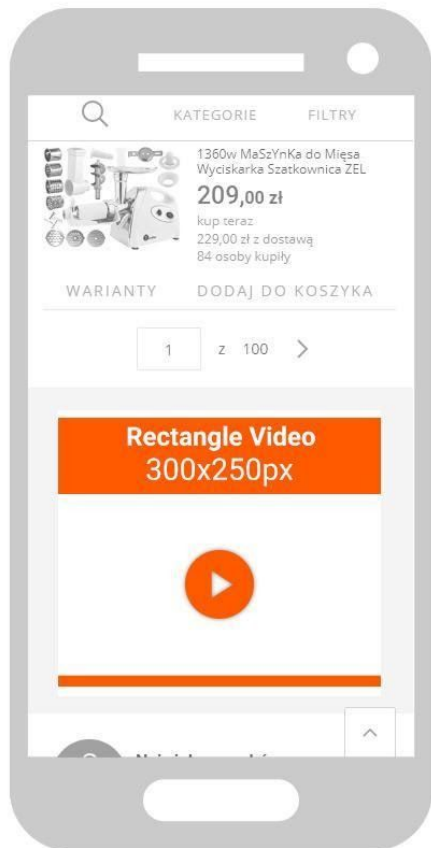 KATEGORIE FILTRY
1360w MaSzYnKa do Mięsa
Wyciskarka Szatkownica ZEL
209,00 zł
kup teraz
229,00 zł z dostawą
84 osoby kupiły
WARIANTY DODAJ DO KOSZYKA
1 z 100
Rectangle Video
300x250px